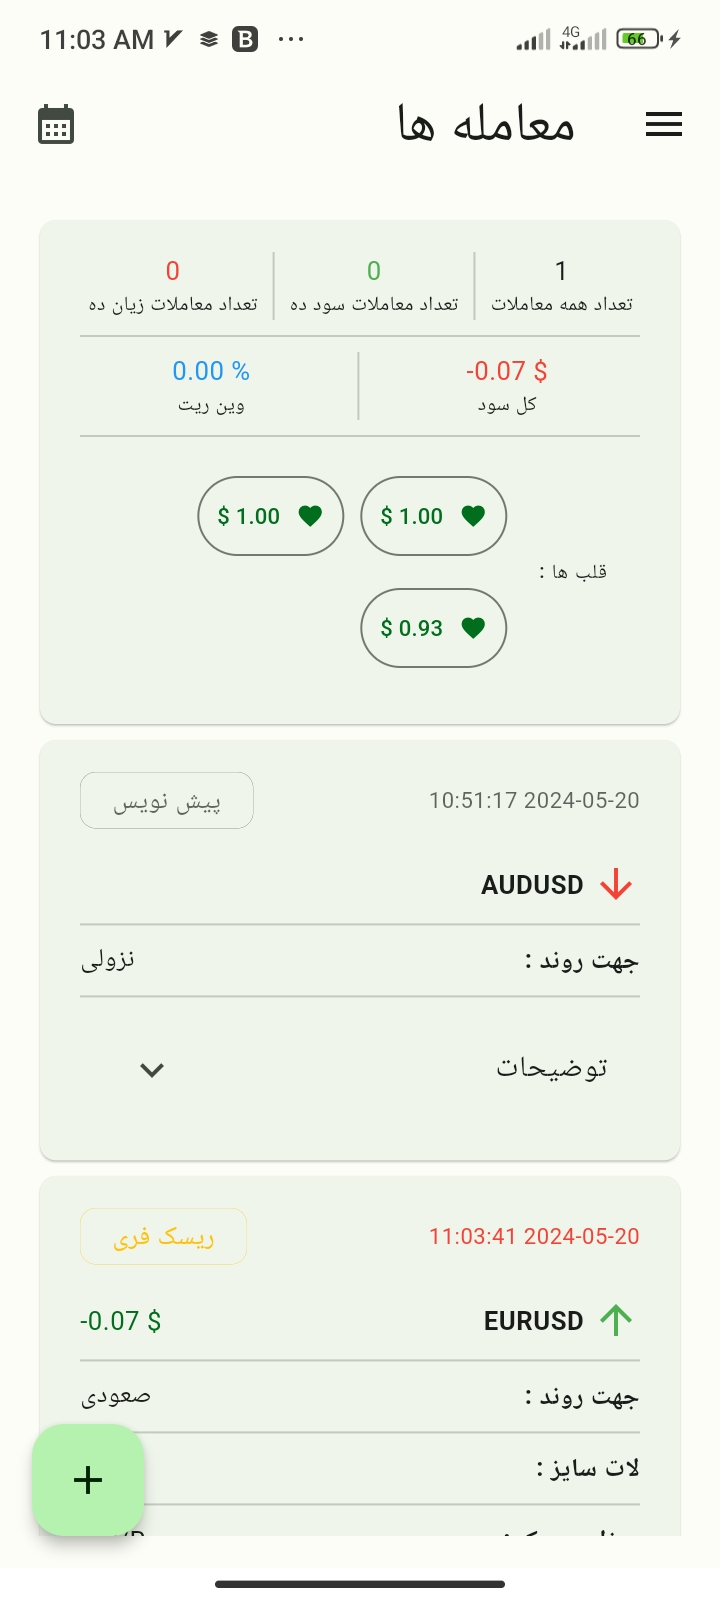 11:03 AM
4G
66
معامله ها
1
تعداد همه معاملات
0
تعداد معاملات سود ده
0
تعداد معاملات زیان ده
-0.07 $
کل سود
0.00 %
وین ریت
قلب ها :
$ 1.00
$ 1.00
$ 0.93
10:51:17 2024-05-20
پیش نویس
AUDUSD
جهت روند :
نزولی
توضیحات
11:03:41 2024-05-20
ریسک فری
EURUSD
-0.07 $
جهت روند :
صعودی
لات سایز :